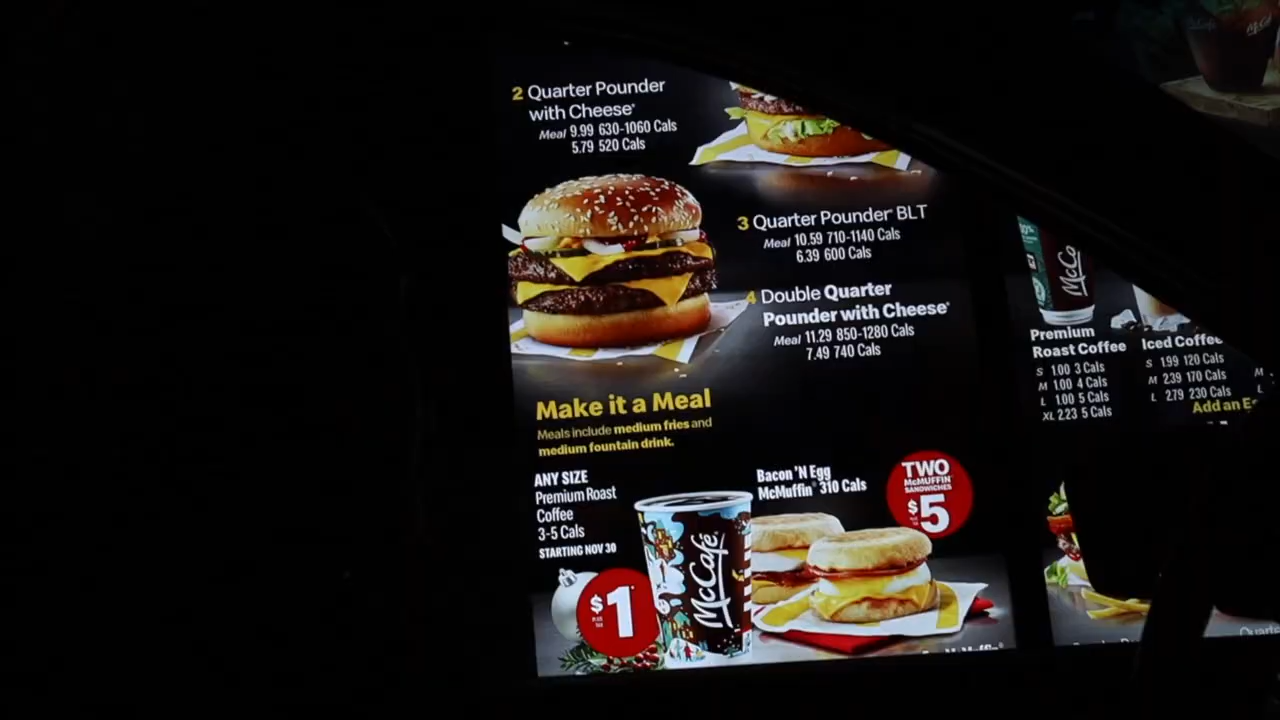 2 Quarter Pounder
with Cheese*
Meal 9.99 630-1060 Cals
5.79 520 Cals
3 Quarter Pounder® BLT
Meal 10.59 710-1140 Cals
6.39 600 Cals
4 Double Quarter
Pounder with Cheese*
Meal 11.29 850-1280 Cals
7.49 740 Cals
Make it a Meal
Meals include medium fries and
medium fountain drink.
ANY SIZE
Premium Roast
Coffee
3-5 Cals
STARTING NOV 30
$1
McCafé
Bacon 'N Egg
McMuffin® 310 Cals
TWO
McMUFFIN
SANDWICHES
$5
McCa
Premium
Roast Coffee
S 1.00 3 Cals
M 1.00 4 Cals
L 1.00 5 Cals
XL 2.23 5 Cals
Iced Coffee
S 1.99 120 Cals
M 2.39 170 Cals
L 2.79 230 Cals
Add an Es
M
L